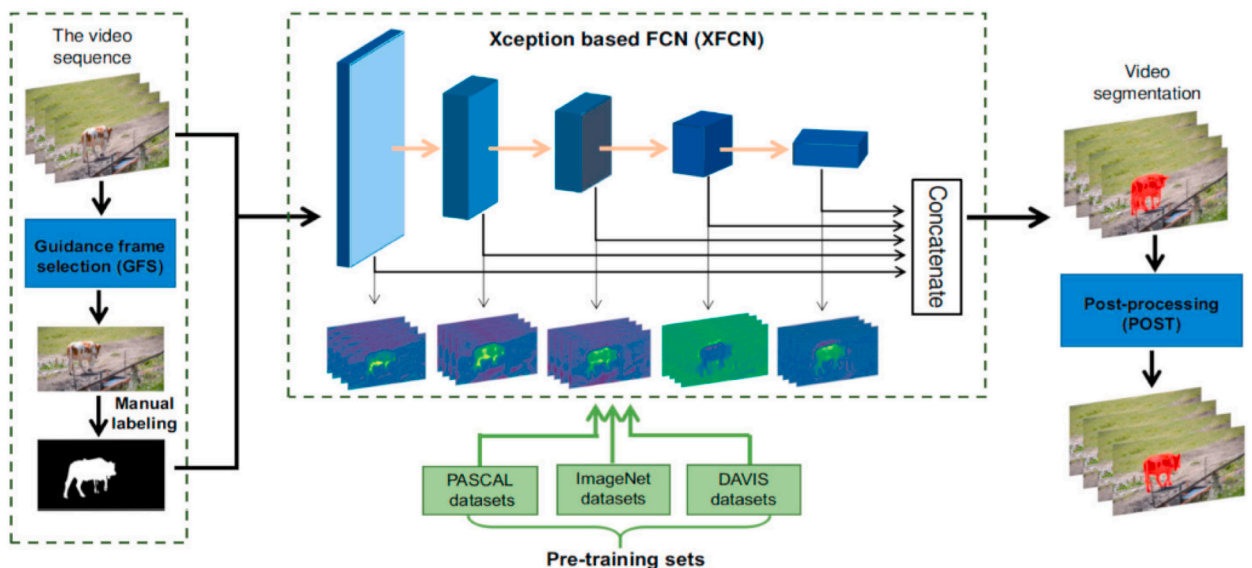 The video
sequence
Guidance frame
selection (GFS)
Manual
labeling
Xception based FCN (XFCN)
Concatenate
PASCAL
datasets
ImageNet
datasets
DAVIS
datasets
Pre-training sets
Video
segmentation
Post-processing
(POST)